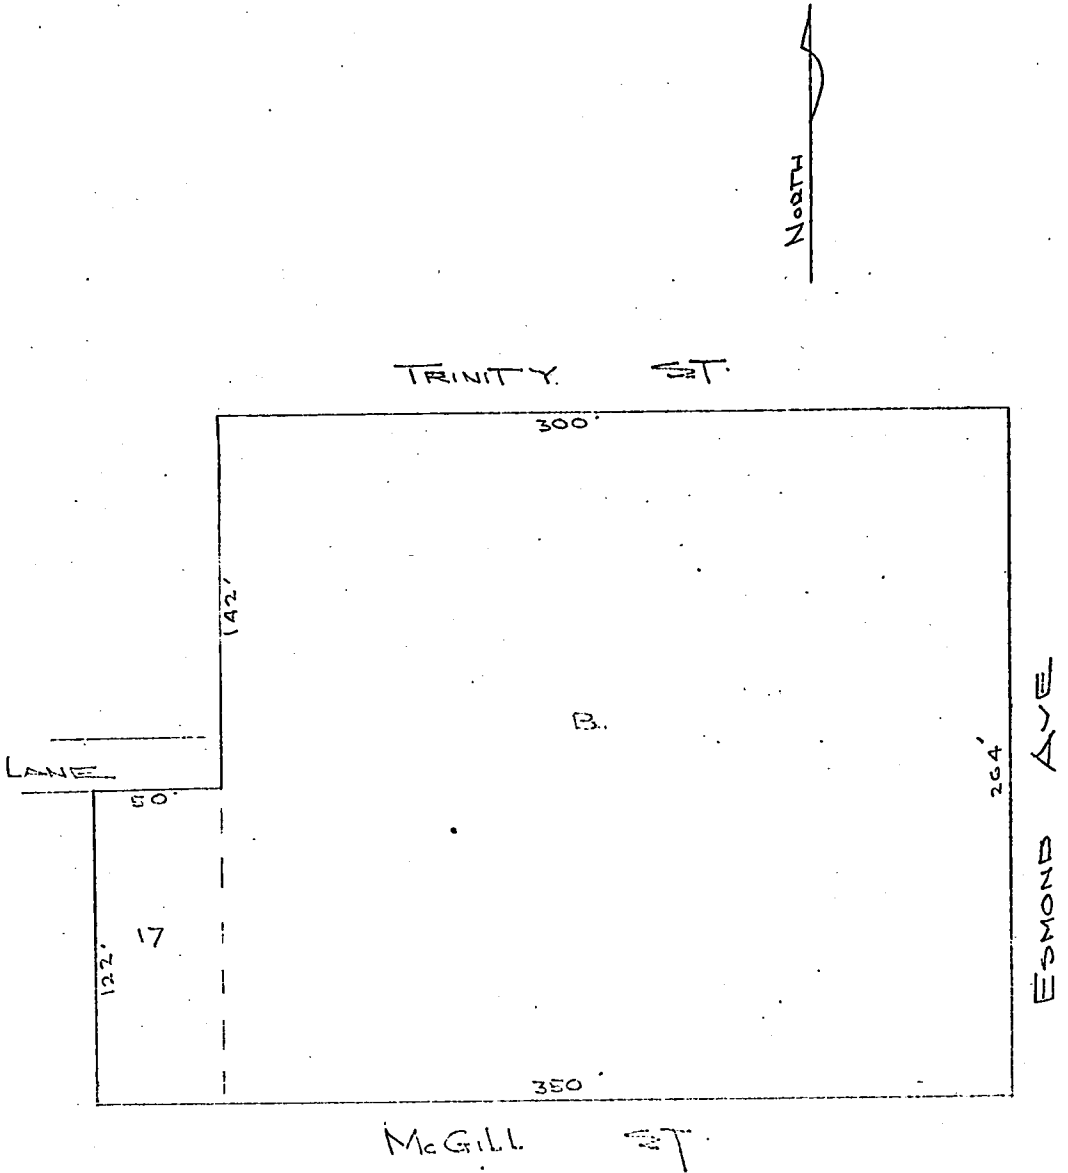 NORTH
TRINITY. ST.
300'
142'
B.
LANE
50'
264'
ESMOND AVE
17
122'
350'
McGILL ST.